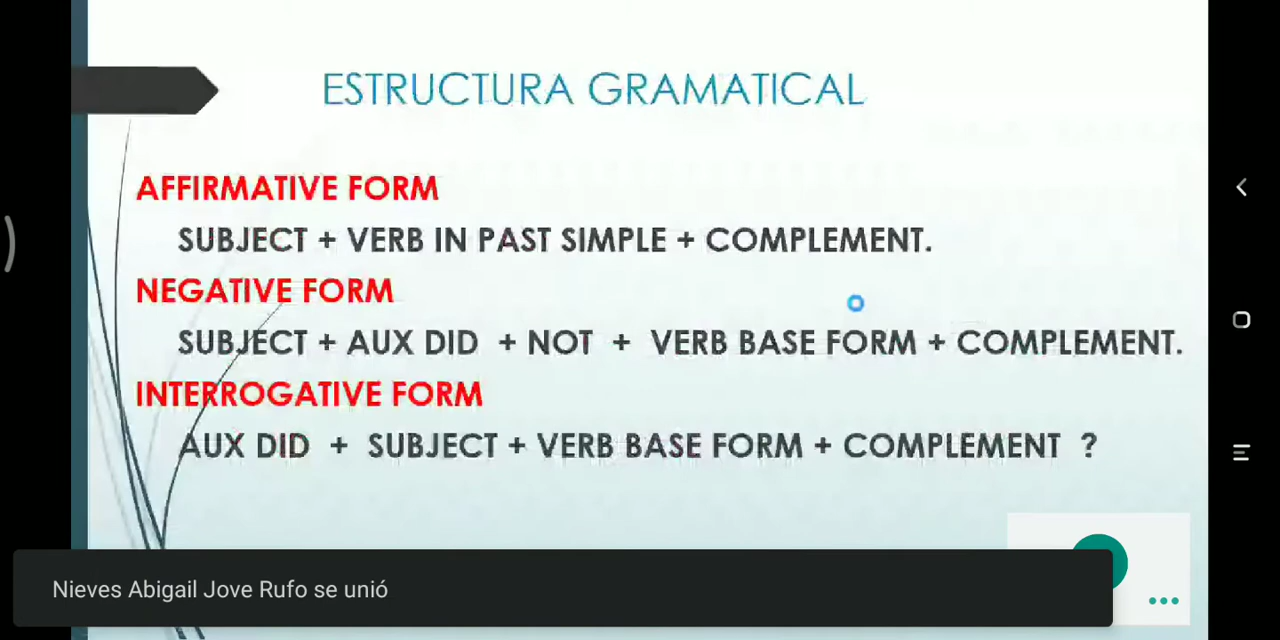 ESTRUCTURA GRAMATICAL
AFFIRMATIVE FORM
SUBJECT + VERB IN PAST SIMPLE + COMPLEMENT.
NEGATIVE FORM
SUBJECT + AUX DID + NOT + VERB BASE FORM + COMPLEMENT.
INTERROGATIVE FORM
AUX DID + SUBJECT + VERB BASE FORM + COMPLEMENT ?
Nieves Abigail Jove Rufo se unió